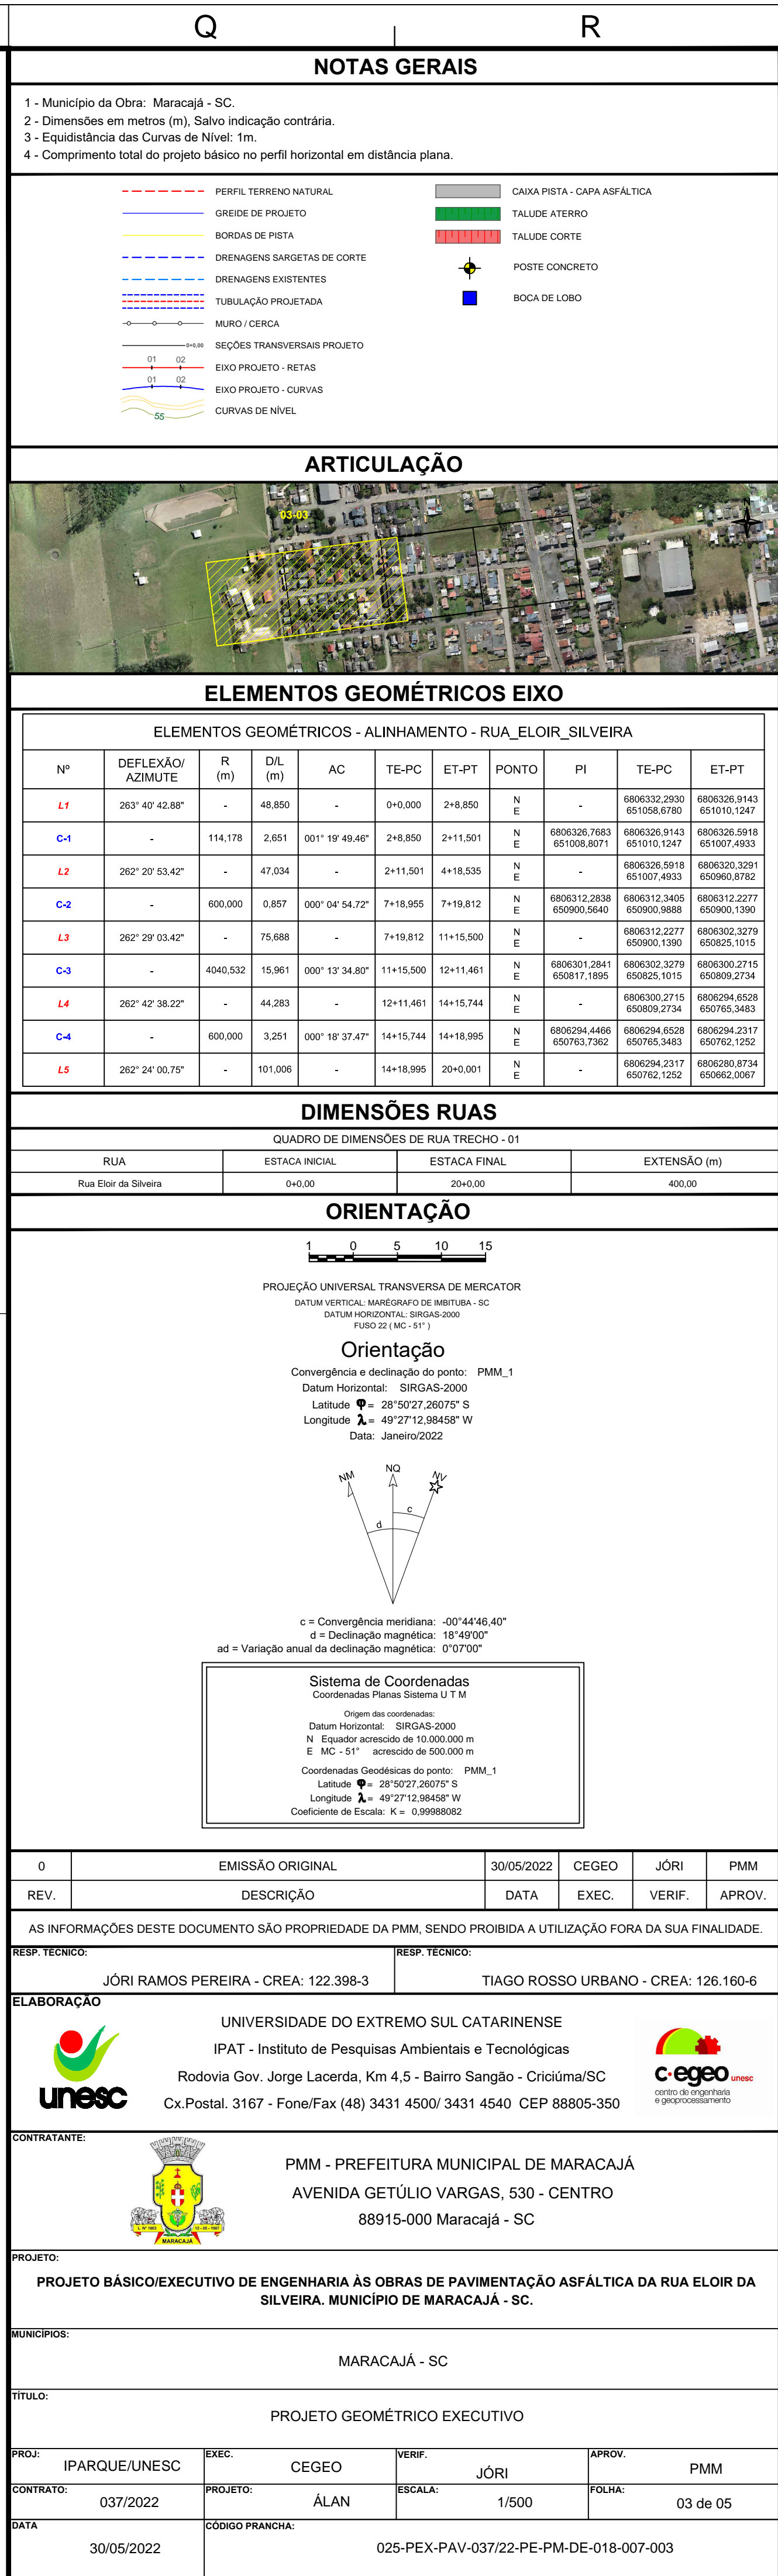 Q R
NOTAS GERAIS
1 - Município da Obra: Maracajá - SC.
2 - Dimensões em metros (m), Salvo indicação contrária.
3 - Equidistância das Curvas de Nível: 1m.
4 - Comprimento total do projeto básico no perfil horizontal em distância plana.
PERFIL TERRENO NATURAL
GREIDE DE PROJETO
BORDAS DE PISTA
DRENAGENS SARGETAS DE CORTE
DRENAGENS EXISTENTES
TUBULAÇÃO PROJETADA
MURO / CERCA
0+0,00 SEÇÕES TRANSVERSAIS PROJETO
01 02 EIXO PROJETO - RETAS
01 02 EIXO PROJETO - CURVAS
55 CURVAS DE NÍVEL
CAIXA PISTA - CAPA ASFÁLTICA
TALUDE ATERRO
TALUDE CORTE
POSTE CONCRETO
BOCA DE LOBO
ARTICULAÇÃO
03-03
N
ELEMENTOS GEOMÉTRICOS EIXO
ELEMENTOS GEOMÉTRICOS - ALINHAMENTO - RUA_ELOIR_SILVEIRA
Nº DEFLEXÃO/ AZIMUTE R (m) D/L (m) AC TE-PC ET-PT PONTO PI TE-PC ET-PT
L1 263° 40' 42.88" - 48,850 - 0+0,000 2+8,850 N E - 6806332,2930 651058,6780 6806326,9143 651010,1247
C-1 - 114,178 2,651 001° 19' 49.46" 2+8,850 2+11,501 N E 6806326,7683 651008,8071 6806326,9143 651010,1247 6806326.5918 651007,4933
L2 262° 20' 53.42" - 47,034 - 2+11,501 4+18,535 N E - 6806326,5918 651007,4933 6806320,3291 650960,8782
C-2 - 600,000 0,857 000° 04' 54.72" 7+18,955 7+19,812 N E 6806312,2838 650900,5640 6806312,3405 650900,9888 6806312.2277 650900,1390
L3 262° 29' 03.42" - 75,688 - 7+19,812 11+15,500 N E - 6806312,2277 650900,1390 6806302,3279 650825,1015
C-3 - 4040,532 15,961 000° 13' 34.80" 11+15,500 12+11,461 N E 6806301,2841 650817,1895 6806302,3279 650825,1015 6806300.2715 650809,2734
L4 262° 42' 38.22" - 44,283 - 12+11,461 14+15,744 N E - 6806300,2715 650809,2734 6806294,6528 650765,3483
C-4 - 600,000 3,251 000° 18' 37.47" 14+15,744 14+18,995 N E 6806294,4466 650763,7362 6806294,6528 650765,3483 6806294.2317 650762,1252
L5 262° 24' 00,75" - 101,006 - 14+18,995 20+0,001 N E - 6806294,2317 650762,1252 6806280,8734 650662,0067
DIMENSÕES RUAS
QUADRO DE DIMENSÕES DE RUA TRECHO - 01
RUA ESTACA INICIAL ESTACA FINAL EXTENSÃO (m)
Rua Eloir da Silveira 0+0,00 20+0,00 400,00
ORIENTAÇÃO
1 0 5 10 15
PROJEÇÃO UNIVERSAL TRANSVERSA DE MERCATOR
DATUM VERTICAL: MARÉGRAFO DE IMBITUBA - SC
DATUM HORIZONTAL: SIRGAS-2000
FUSO 22 ( MC - 51° )
Orientação
Convergência e declinação do ponto: PMM_1
Datum Horizontal: SIRGAS-2000
Latitude φ = 28°50'27,26075" S
Longitude λ = 49°27'12,98458" W
Data: Janeiro/2022
NM NQ NV
c
d
c = Convergência meridiana: -00°44'46,40"
d = Declinação magnética: 18°49'00"
ad = Variação anual da declinação magnética: 0°07'00"
Sistema de Coordenadas
Coordenadas Planas Sistema U T M
Origem das coordenadas:
Datum Horizontal: SIRGAS-2000
N Equador acrescido de 10.000.000 m
E MC - 51° acrescido de 500.000 m
Coordenadas Geodésicas do ponto: PMM_1
Latitude φ = 28°50'27,26075" S
Longitude λ = 49°27'12,98458" W
Coeficiente de Escala: K = 0,99988082
0 EMISSÃO ORIGINAL 30/05/2022 CEGEO JÓRI PMM
REV. DESCRIÇÃO DATA EXEC. VERIF. APROV.
AS INFORMAÇÕES DESTE DOCUMENTO SÃO PROPRIEDADE DA PMM, SENDO PROIBIDA A UTILIZAÇÃO FORA DA SUA FINALIDADE.
RESP. TÉCNICO: RESP. TÉCNICO:
JÓRI RAMOS PEREIRA - CREA: 122.398-3 TIAGO ROSSO URBANO - CREA: 126.160-6
ELABORAÇÃO
unesc
UNIVERSIDADE DO EXTREMO SUL CATARINENSE
IPAT - Instituto de Pesquisas Ambientais e Tecnológicas
Rodovia Gov. Jorge Lacerda, Km 4,5 - Bairro Sangão - Criciúma/SC
Cx.Postal. 3167 - Fone/Fax (48) 3431 4500/ 3431 4540 CEP 88805-350
c·egeo unesc
centro de engenharia
e geoprocessamento
CONTRATANTE:
MARACAJÁ
PMM - PREFEITURA MUNICIPAL DE MARACAJÁ
AVENIDA GETÚLIO VARGAS, 530 - CENTRO
88915-000 Maracajá - SC
PROJETO:
PROJETO BÁSICO/EXECUTIVO DE ENGENHARIA ÀS OBRAS DE PAVIMENTAÇÃO ASFÁLTICA DA RUA ELOIR DA
SILVEIRA. MUNICÍPIO DE MARACAJÁ - SC.
MUNICÍPIOS:
MARACAJÁ - SC
TÍTULO:
PROJETO GEOMÉTRICO EXECUTIVO
PROJ: IPARQUE/UNESC EXEC. CEGEO VERIF. JÓRI APROV. PMM
CONTRATO: 037/2022 PROJETO: ÁLAN ESCALA: 1/500 FOLHA: 03 de 05
DATA 30/05/2022 CÓDIGO PRANCHA: 025-PEX-PAV-037/22-PE-PM-DE-018-007-003